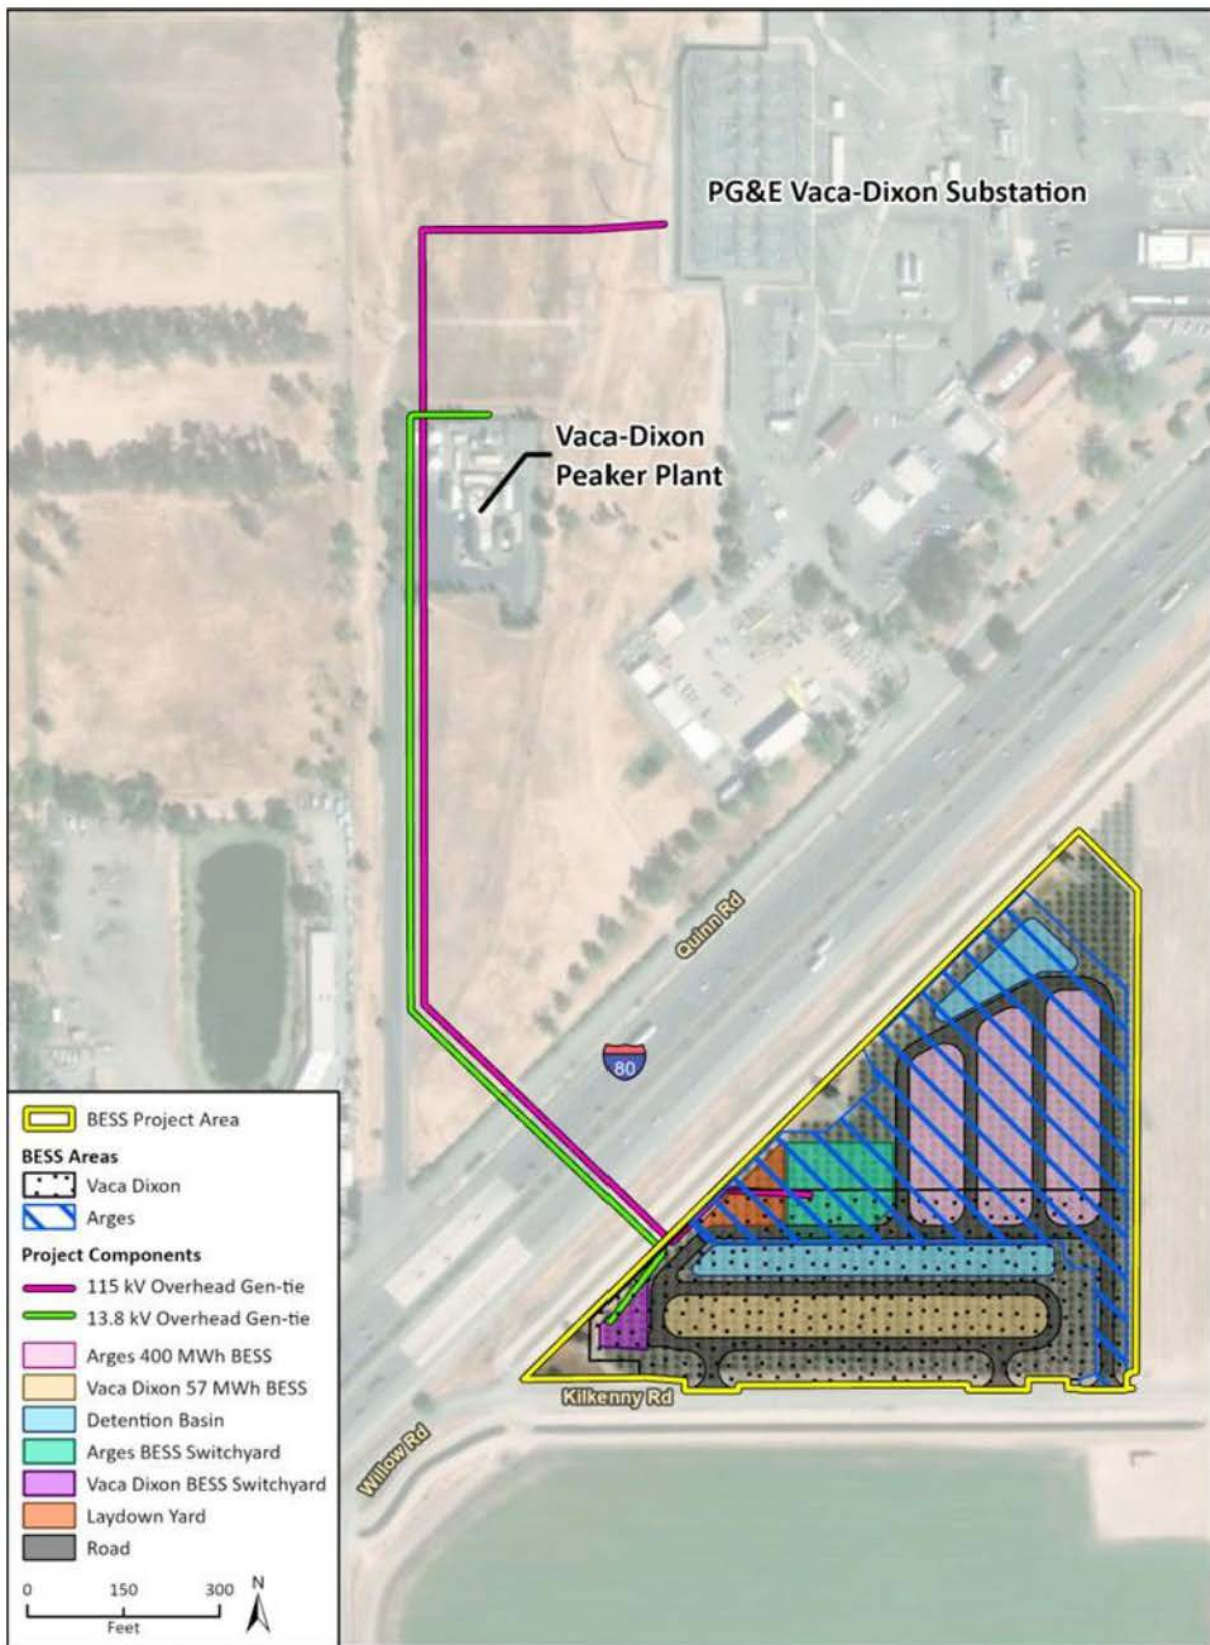 PG&E Vaca-Dixon Substation
Vaca-Dixon
Peaker Plant
Quinn Rd
80
Kilkenny Rd
Willow Rd
BESS Project Area
BESS Areas
Vaca Dixon
Arges
Project Components
115 kV Overhead Gen-tie
13.8 kV Overhead Gen-tie
Arges 400 MWh BESS
Vaca Dixon 57 MWh BESS
Detention Basin
Arges BESS Switchyard
Vaca Dixon BESS Switchyard
Laydown Yard
Road
0 150 300
Feet
N